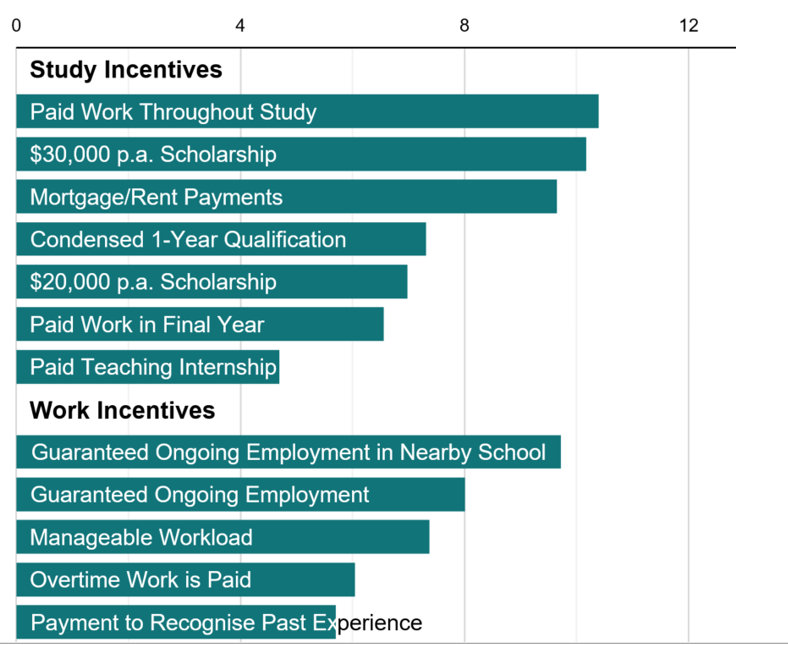 0 4 8 12
Study Incentives
Paid Work Throughout Study
$30,000 p.a. Scholarship
Mortgage/Rent Payments
Condensed 1-Year Qualification
$20,000 p.a. Scholarship
Paid Work in Final Year
Paid Teaching Internship
Work Incentives
Guaranteed Ongoing Employment in Nearby School
Guaranteed Ongoing Employment
Manageable Workload
Overtime Work is Paid
Payment to Recognise Past Experience